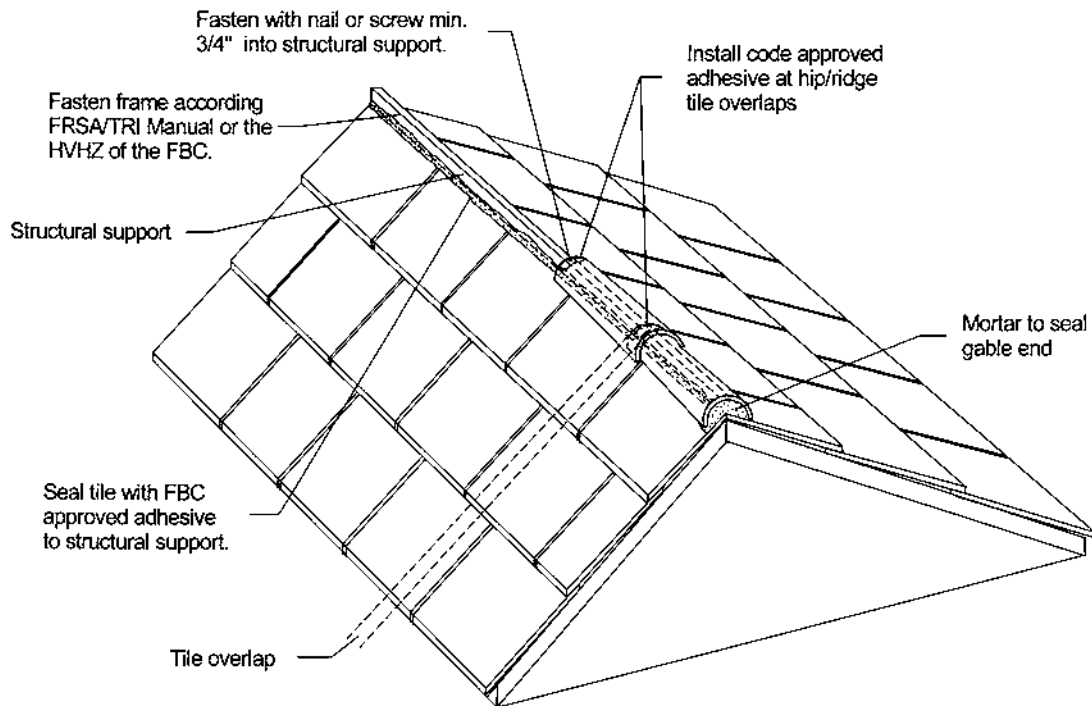 Fasten with nail or screw min.
3/4" into structural support.
Install code approved
adhesive at hip/ridge
tile overlaps
Fasten frame according
FRSA/TRI Manual or the
HVHZ of the FBC.
Structural support
Mortar to seal
gable end
Seal tile with FBC
approved adhesive
to structural support.
Tile overlap